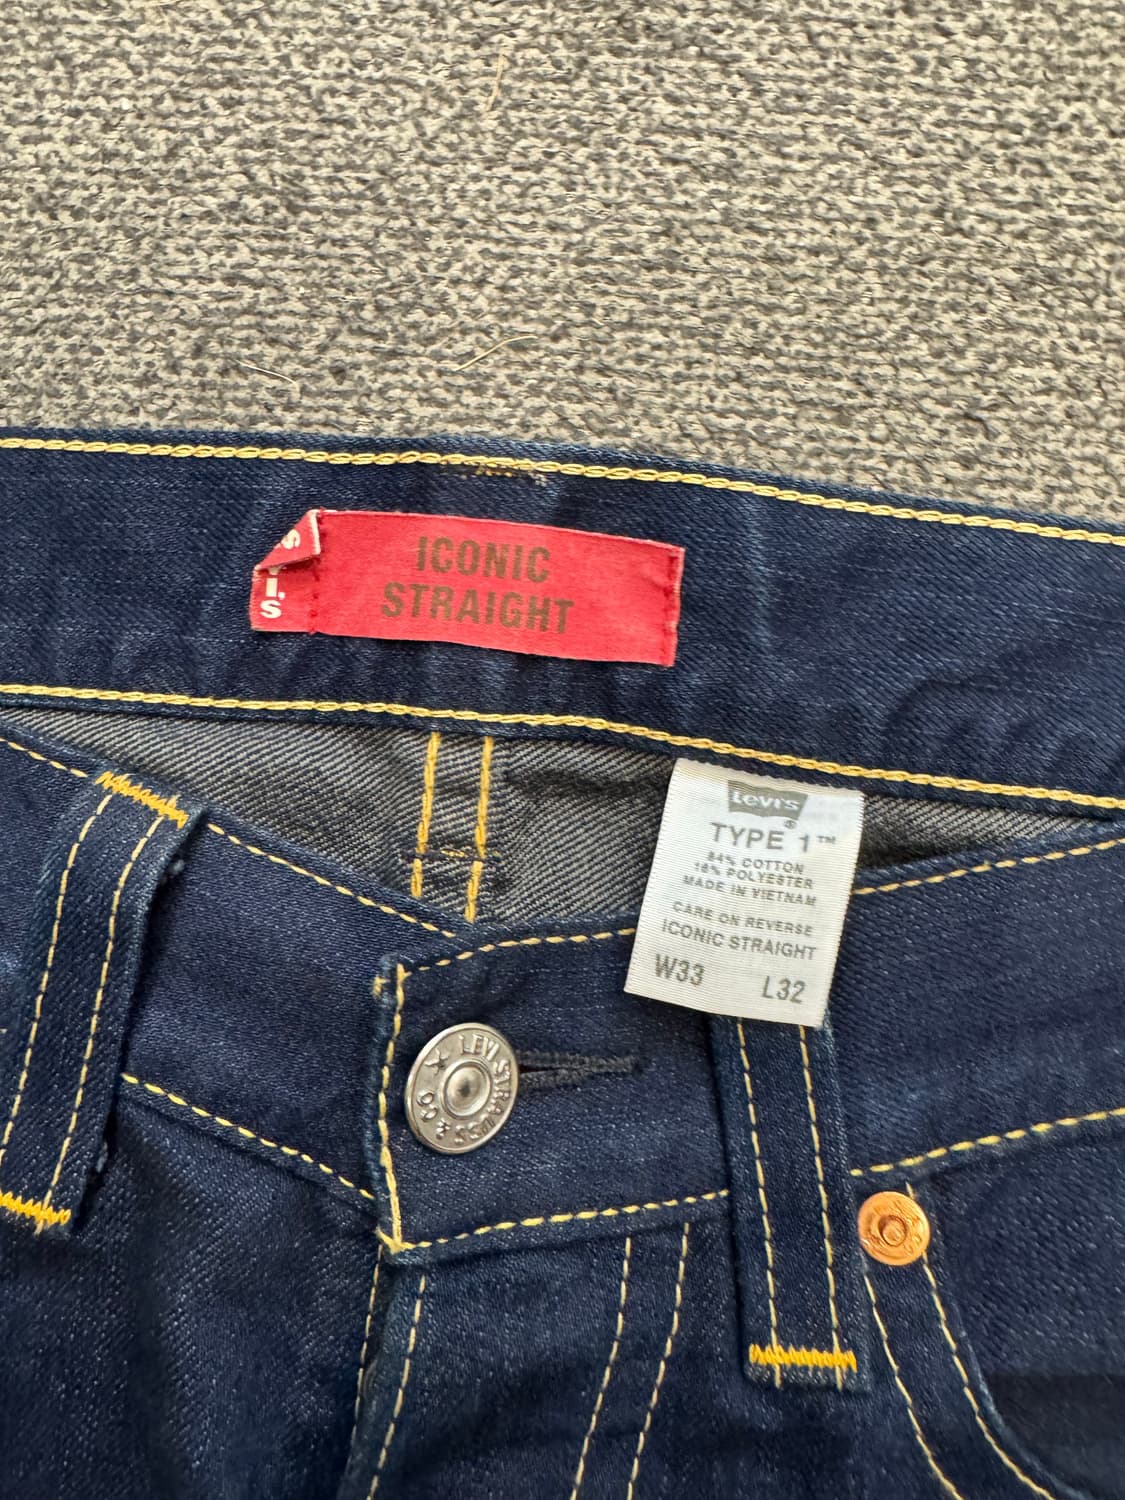 ICONIC
STRAIGHT
Levi's®
TYPE 1™
84% COTTON
16% POLYESTER
MADE IN VIETNAM
CARE ON REVERSE
ICONIC STRAIGHT
W33 L32
LEVI STRAUSS & CO